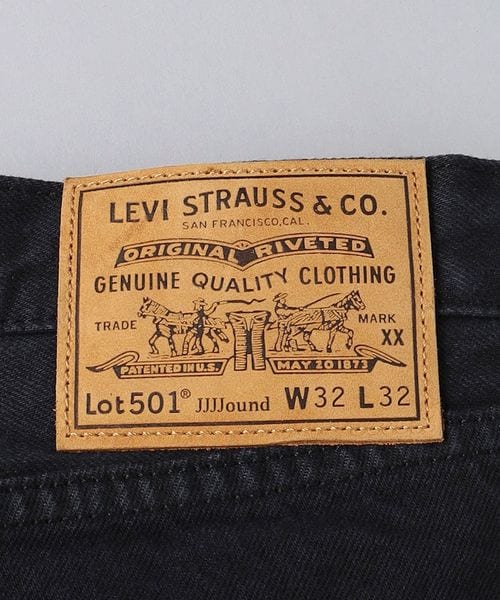 LEVI STRAUSS & CO.
SAN FRANCISCO, CAL.
ORIGINAL RIVETED
GENUINE QUALITY CLOTHING
TRADE MARK
XX
PATENTED IN U.S. MAY 20 1873
Lot 501® JJJJound W32 L32